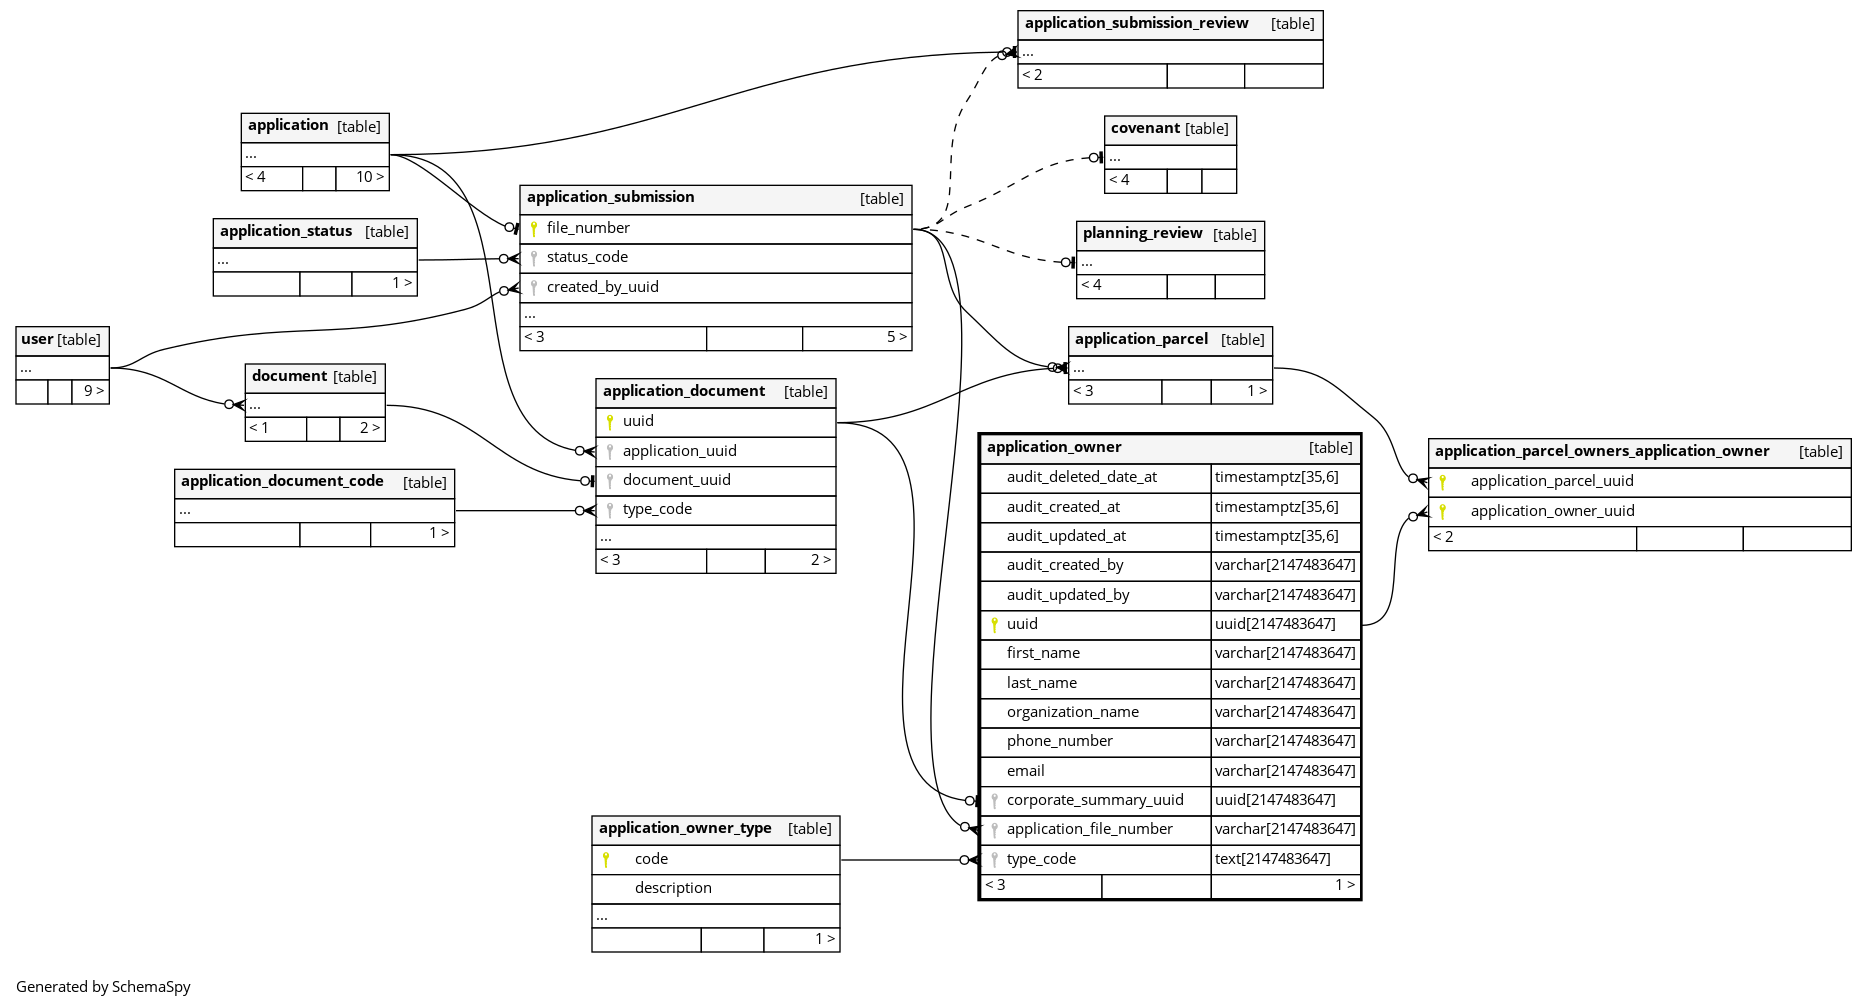 application_submission_review [table]
...
< 2
application [table]
...
< 4 10 >
covenant [table]
...
< 4
application_submission [table]
file_number
status_code
created_by_uuid
...
< 3 5 >
application_status [table]
...
1 >
planning_review [table]
...
< 4
user [table]
...
9 >
application_parcel [table]
...
< 3 1 >
document [table]
...
< 1 2 >
application_document [table]
uuid
application_uuid
document_uuid
type_code
...
< 3 2 >
application_document_code [table]
...
1 >
application_owner [table]
audit_deleted_date_at timestamptz[35,6]
audit_created_at timestamptz[35,6]
audit_updated_at timestamptz[35,6]
audit_created_by varchar[2147483647]
audit_updated_by varchar[2147483647]
uuid uuid[2147483647]
first_name varchar[2147483647]
last_name varchar[2147483647]
organization_name varchar[2147483647]
phone_number varchar[2147483647]
email varchar[2147483647]
corporate_summary_uuid uuid[2147483647]
application_file_number varchar[2147483647]
type_code text[2147483647]
< 3 1 >
application_parcel_owners_application_owner [table]
application_parcel_uuid
application_owner_uuid
< 2
application_owner_type [table]
code
description
...
1 >
Generated by SchemaSpy